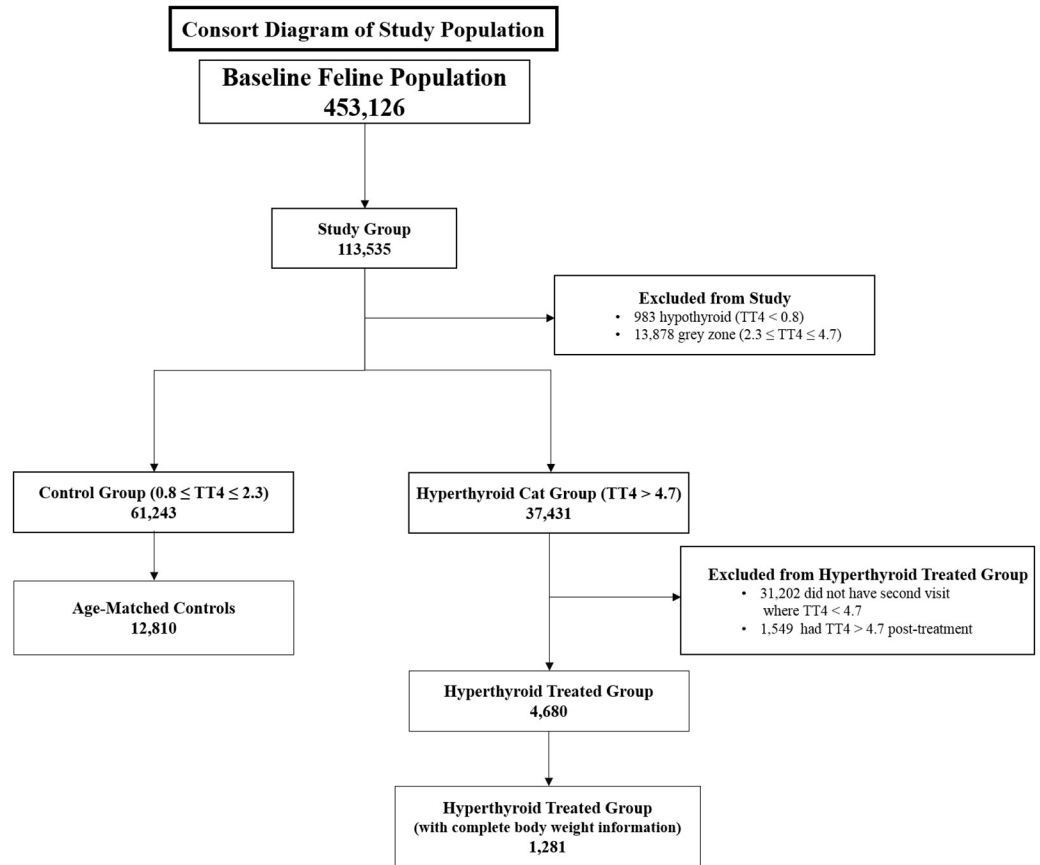 Consort Diagram of Study Population
Baseline Feline Population
453,126
Study Group
113,535
Excluded from Study
• 983 hypothyroid (TT4 < 0.8)
• 13,878 grey zone (2.3 ≤ TT4 ≤ 4.7)
Control Group (0.8 ≤ TT4 ≤ 2.3)
61,243
Hyperthyroid Cat Group (TT4 > 4.7)
37,431
Age-Matched Controls
12,810
Excluded from Hyperthyroid Treated Group
• 31,202 did not have second visit
where TT4 < 4.7
• 1,549 had TT4 > 4.7 post-treatment
Hyperthyroid Treated Group
4,680
Hyperthyroid Treated Group
(with complete body weight information)
1,281